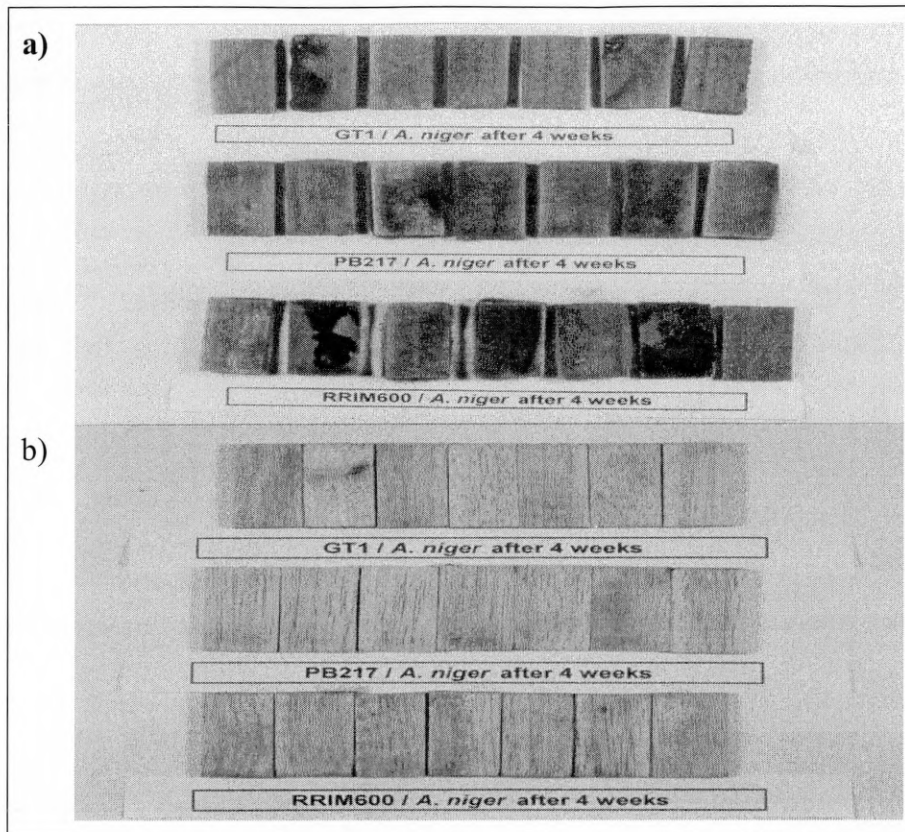 a)
GT1 / A. niger after 4 weeks
PB217 / A. niger after 4 weeks
RRIM600 / A. niger after 4 weeks
b)
GT1 / A. niger after 4 weeks
PB217 / A. niger after 4 weeks
RRIM600 / A. niger after 4 weeks